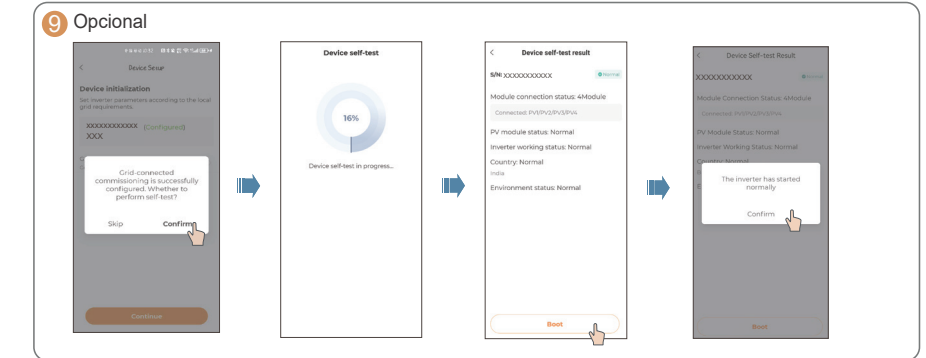 9 Opcional
Device Setup
Device initialization
Set inverter parameters according to the local
grid requirements.
XXXXXXXXXXXX (Configured)
XXX
Grid-connected
commissioning is successfully
configured. Whether to
perform self-test?
Skip Confirm
Continue
Device self-test
16%
Device self-test in progress...
Device self-test result
S/N: XXXXXXXXXXX Normal
Module connection status: 4Module
Connected: PV1/PV2/PV3/PV4
PV module status: Normal
Inverter working status: Normal
Country: Normal
India
Environment status: Normal
Boot
Device Self-test Result
XXXXXXXXXXX Normal
Module Connection Status: 4Module
Connected: PV1/PV2/PV3/PV4
PV Module Status: Normal
Inverter Working Status: Normal
Country: Normal
The inverter has started
normally
Confirm
Boot